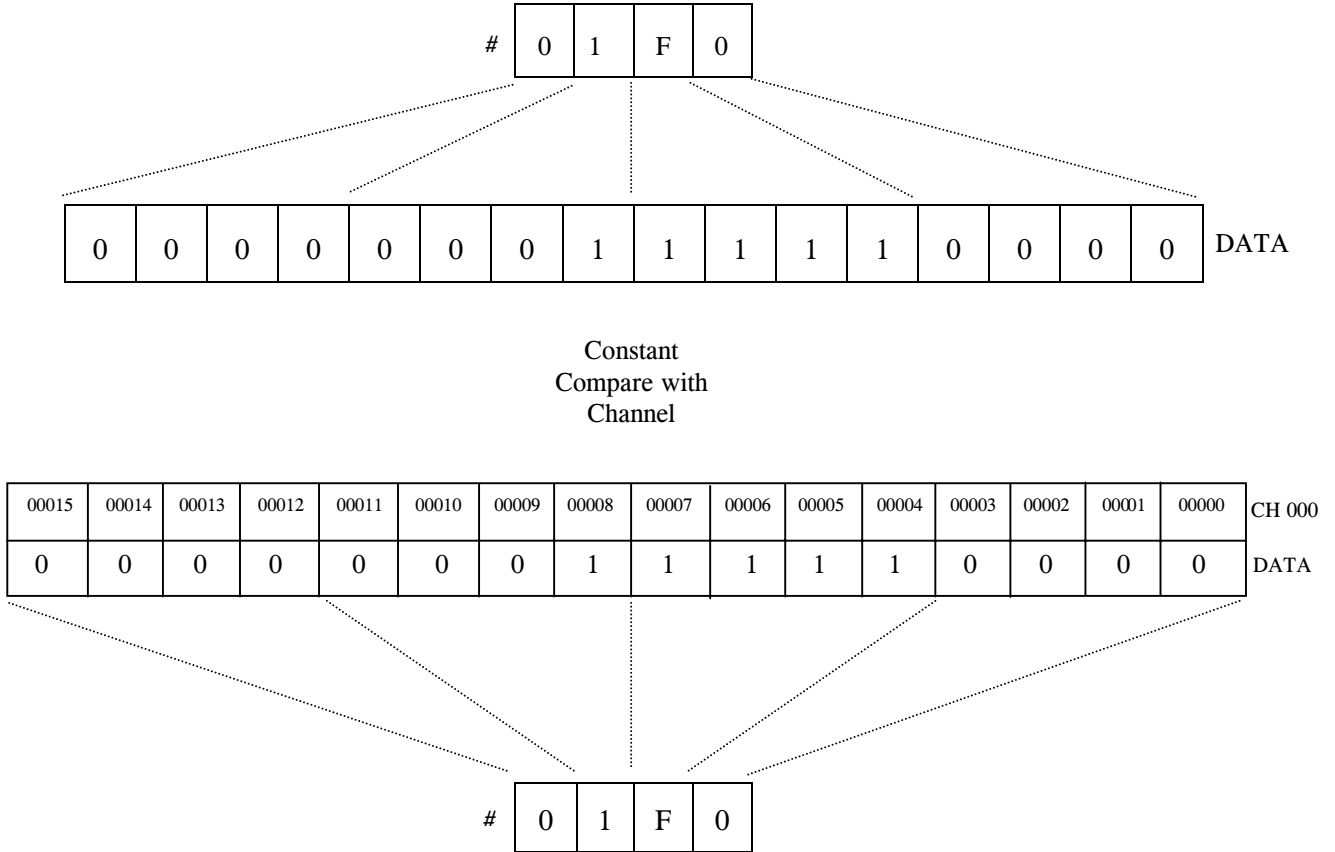 # 0 1 F 0
0 0 0 0 0 0 0 1 1 1 1 1 0 0 0 0 DATA
Constant
Compare with
Channel
00015 00014 00013 00012 00011 00010 00009 00008 00007 00006 00005 00004 00003 00002 00001 00000 CH 000
0 0 0 0 0 0 0 1 1 1 1 1 0 0 0 0 DATA
# 0 1 F 0